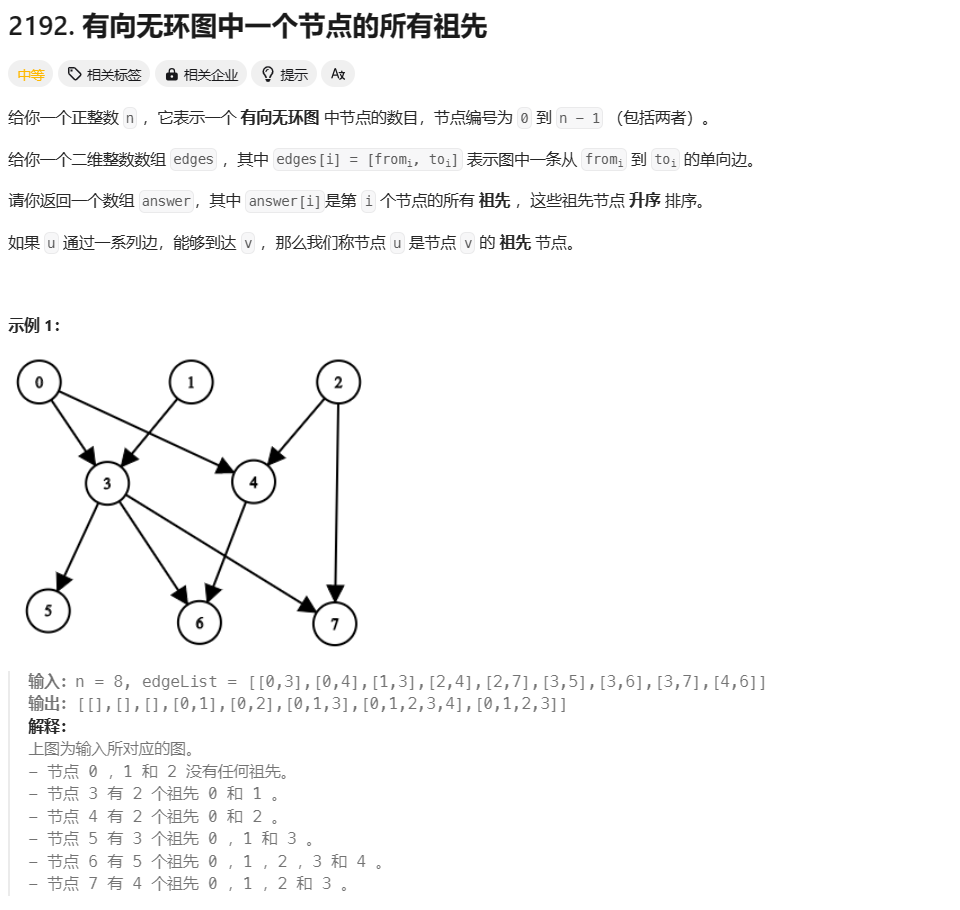 2192. 有向无环图中一个节点的所有祖先
中等 相关标签 相关企业 提示 Ax
给你一个正整数 n ，它表示一个 有向无环图 中节点的数目，节点编号为 0 到 n - 1 （包括两者）。
给你一个二维整数数组 edges ，其中 edges[i] = [fromi, toi] 表示图中一条从 fromi 到 toi 的单向边。
请你返回一个数组 answer，其中 answer[i]是第 i 个节点的所有 祖先 ，这些祖先节点 升序 排序。
如果 u 通过一系列边，能够到达 v ，那么我们称节点 u 是节点 v 的 祖先 节点。
示例 1：
0 1 2
3 4
5 6 7
输入：n = 8, edgeList = [[0,3],[0,4],[1,3],[2,4],[2,7],[3,5],[3,6],[3,7],[4,6]]
输出：[[],[],[],[0,1],[0,2],[0,1,3],[0,1,2,3,4],[0,1,2,3]]
解释：
上图为输入所对应的图。
- 节点 0 ，1 和 2 没有任何祖先。
- 节点 3 有 2 个祖先 0 和 1 。
- 节点 4 有 2 个祖先 0 和 2 。
- 节点 5 有 3 个祖先 0 ，1 和 3 。
- 节点 6 有 5 个祖先 0 ，1 ，2 ，3 和 4 。
- 节点 7 有 4 个祖先 0 ，1 ，2 和 3 。